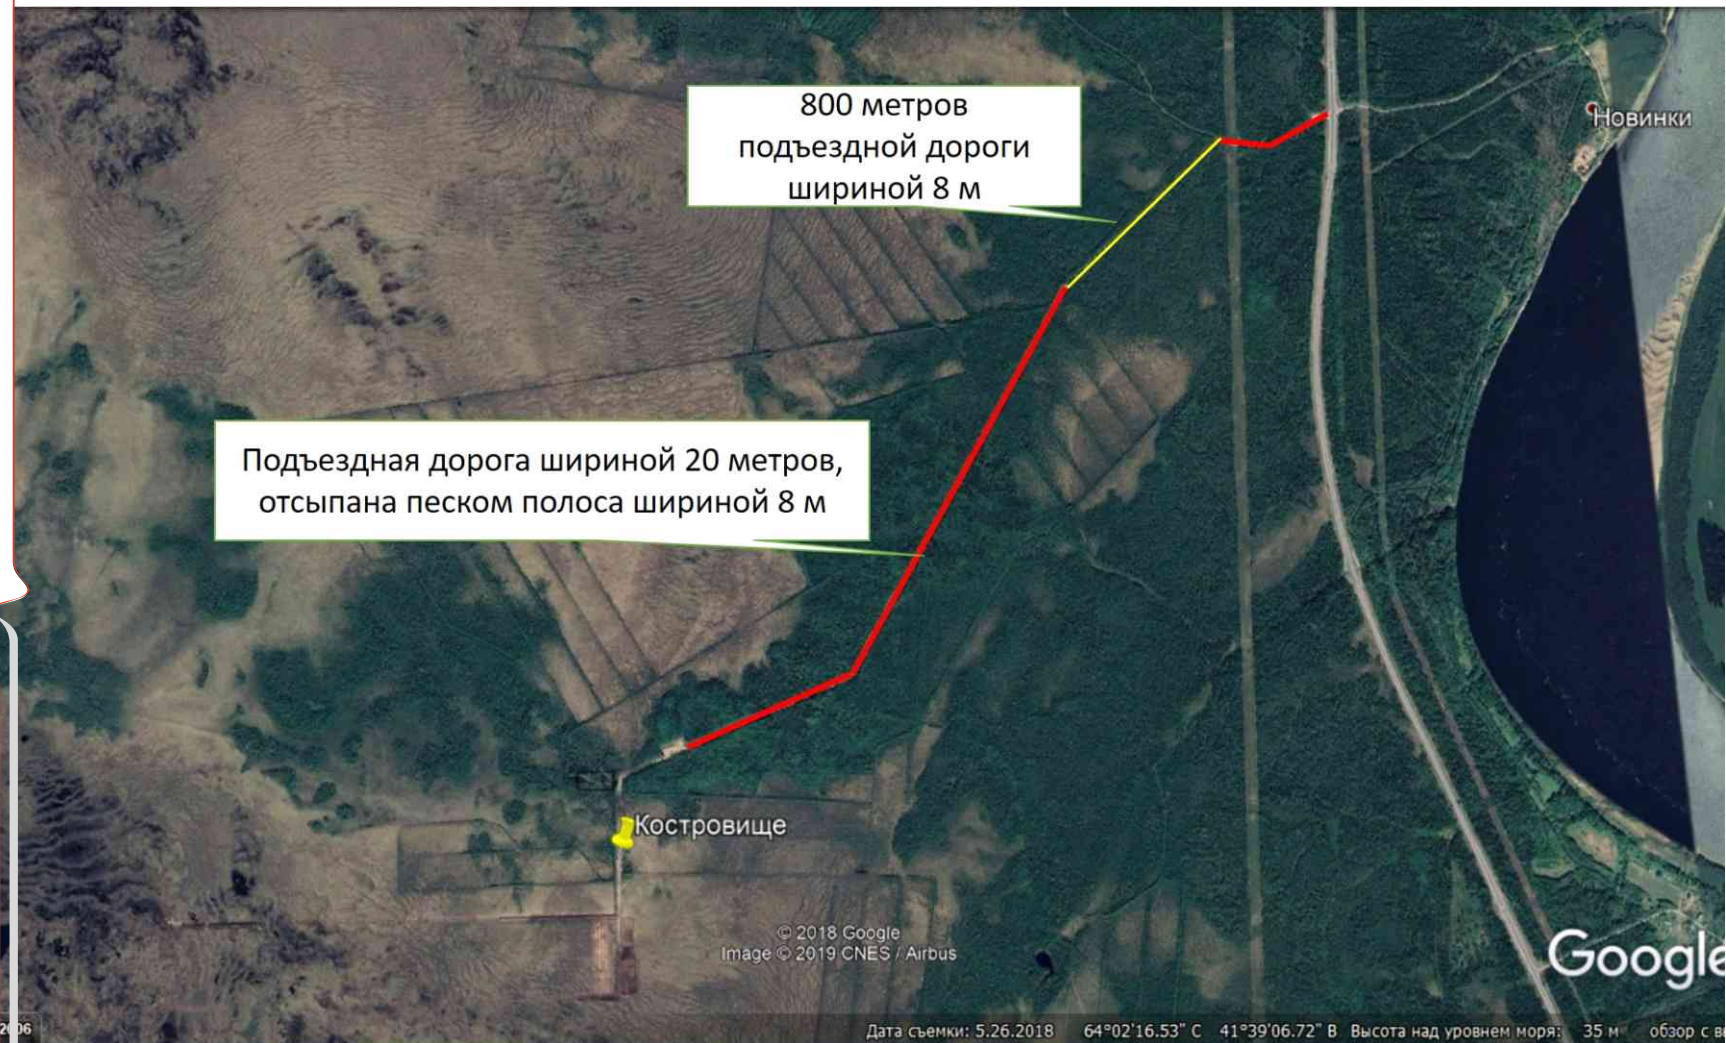 800 метров
подъездной дороги
шириной 8 м
Новинки
Подъездная дорога шириной 20 метров,
отсыпана песком полоса шириной 8 м
Костровище
© 2018 Google
Image © 2019 CNES / Airbus
Google
2006
Дата съемки: 5.26.2018 64°02'16.53" С 41°39'06.72" В Высота над уровнем моря: 35 м обзор с